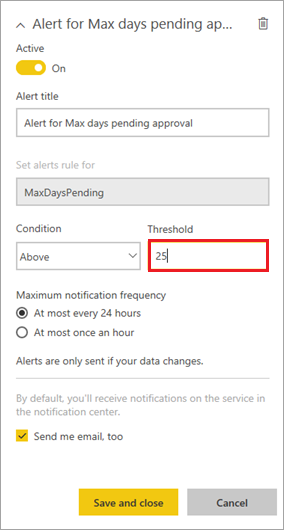 Alert for Max days pending ap...
Active
On
Alert title
Alert for Max days pending approval
Set alerts rule for
MaxDaysPending
Condition
Threshold
Above
25
Maximum notification frequency
At most every 24 hours
At most once an hour
Alerts are only sent if your data changes.
By default, you'll receive notifications on the service in
the notification center.
Send me email, too
Save and close
Cancel